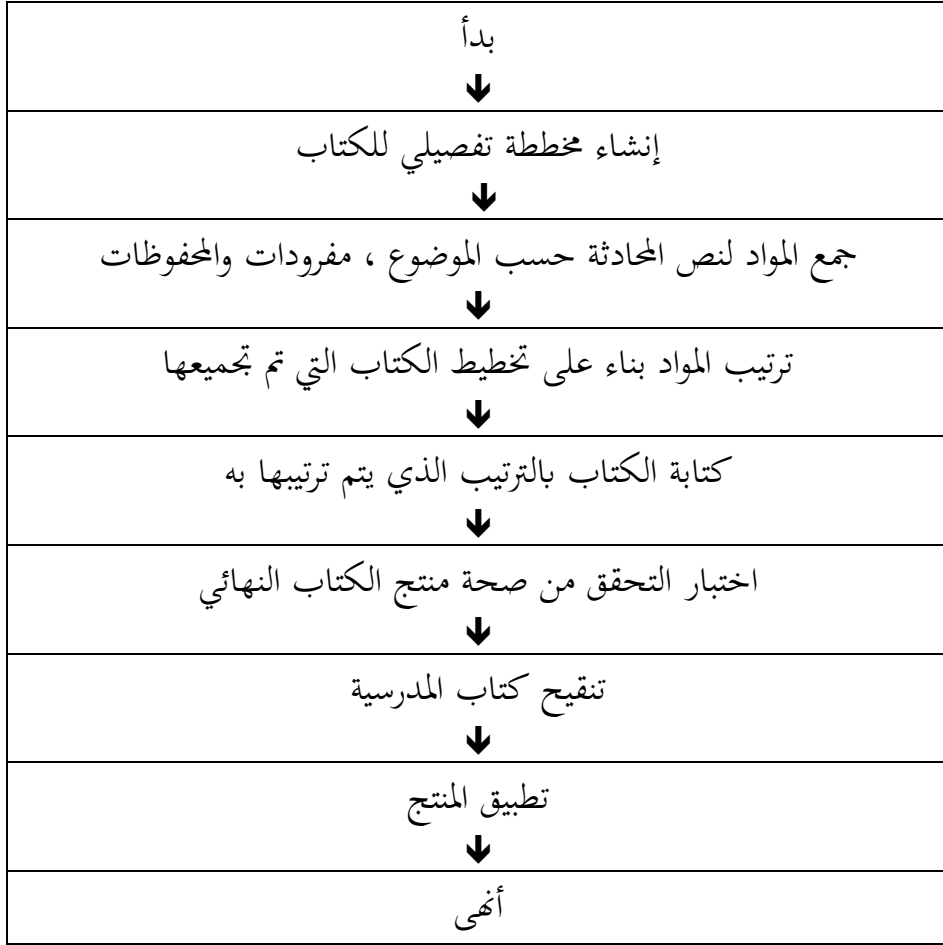 بدأ
إنشاء مخططة تفصيلي للكتاب
جمع المواد لنص المحادثة حسب الموضوع ، مفرودات والمحفوظات
ترتيب المواد بناء على تخطيط الكتاب التي تم تجميعها
كتابة الكتاب بالترتيب الذي يتم ترتيبها به
اختبار التحقق من صحة منتج الكتاب النهائي
تنقيح كتاب المدرسية
تطبيق المنتج
أنهى